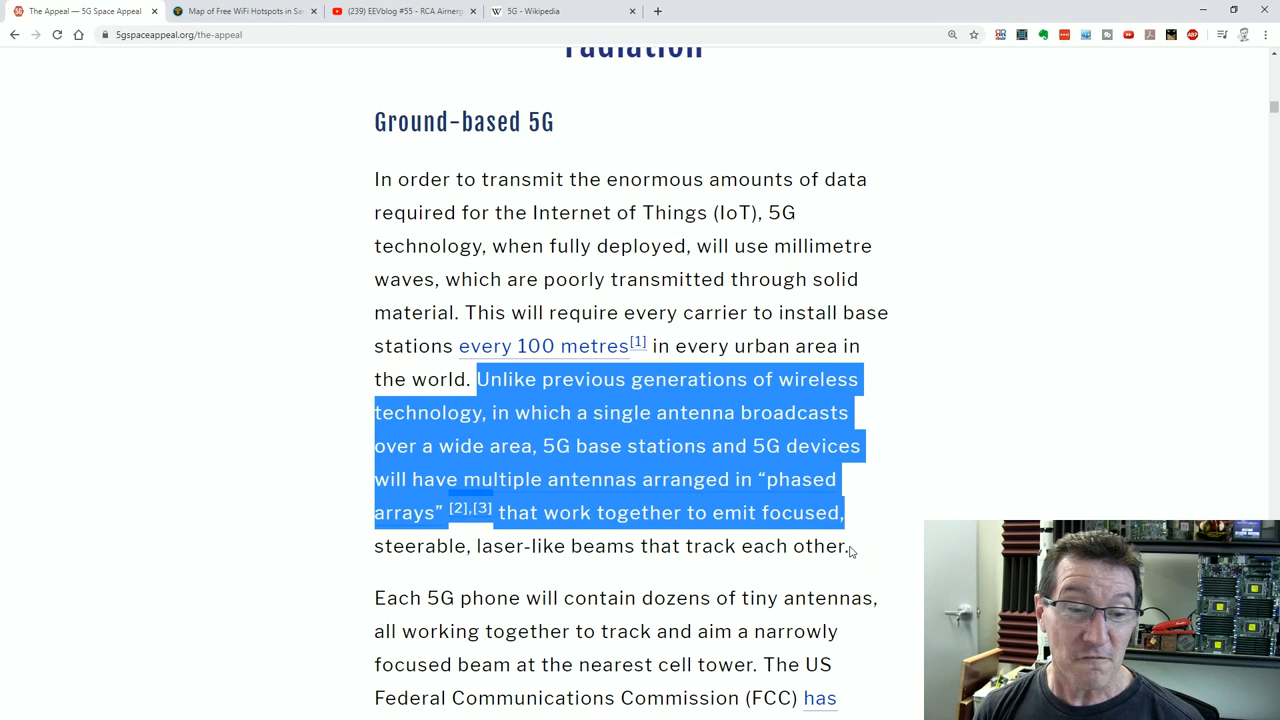 The Appeal — 5G Space Appeal
Map of Free WiFi Hotspots in San
(239) EEVblog #55 - RCA Airnerg
5G - Wikipedia
5gspaceappeal.org/the-appeal
radiation
Ground-based 5G
In order to transmit the enormous amounts of data
required for the Internet of Things (IoT), 5G
technology, when fully deployed, will use millimetre
waves, which are poorly transmitted through solid
material. This will require every carrier to install base
stations every 100 metres[1] in every urban area in
the world. Unlike previous generations of wireless
technology, in which a single antenna broadcasts
over a wide area, 5G base stations and 5G devices
will have multiple antennas arranged in “phased
arrays” [2],[3] that work together to emit focused,
steerable, laser-like beams that track each other.
Each 5G phone will contain dozens of tiny antennas,
all working together to track and aim a narrowly
focused beam at the nearest cell tower. The US
Federal Communications Commission (FCC) has